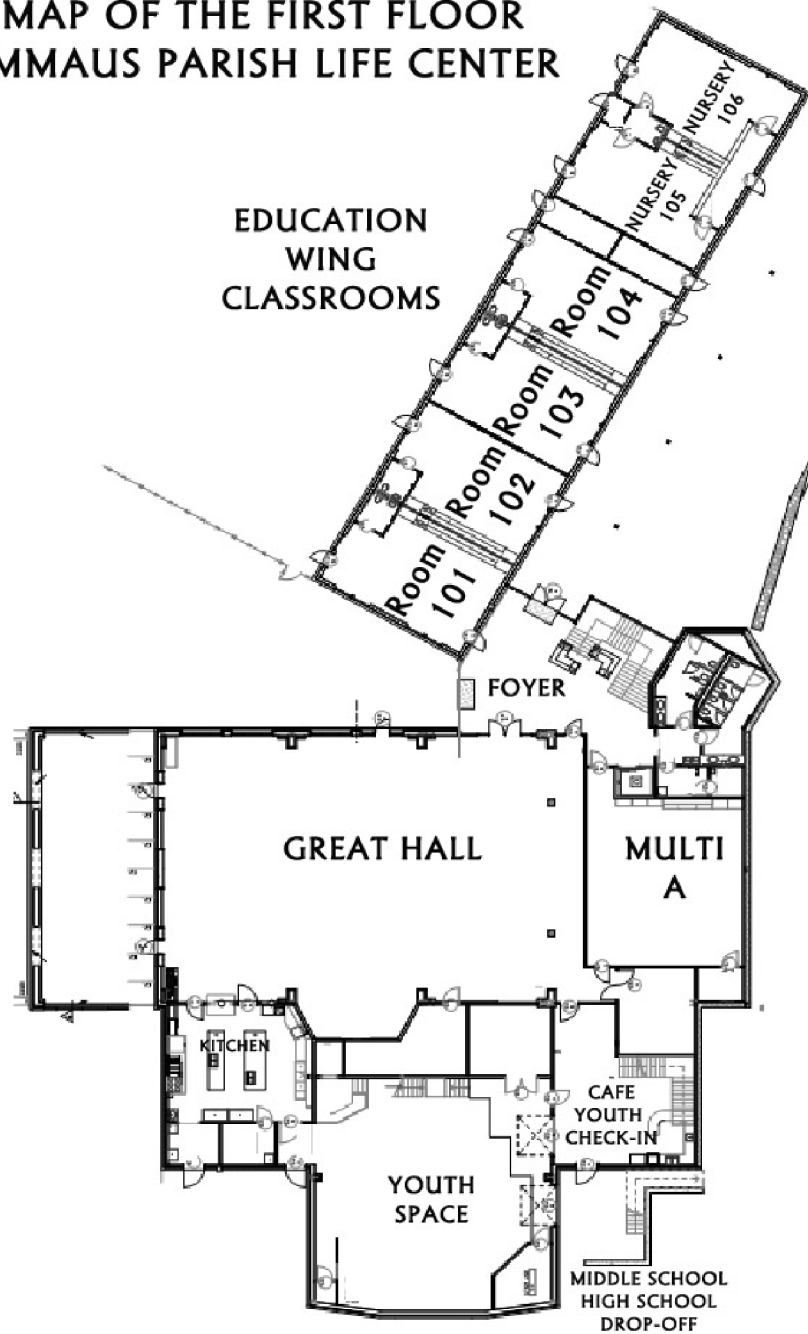 MAP OF THE FIRST FLOOR
MMAUS PARISH LIFE CENTER
EDUCATION
WING
CLASSROOMS
NURSERY
106
NURSERY
105
Room
104
Room
103
Room
102
Room
101
FOYER
GREAT HALL
MULTI
A
KITCHEN
CAFE
YOUTH
CHECK-IN
YOUTH
SPACE
MIDDLE SCHOOL
HIGH SCHOOL
DROP-OFF